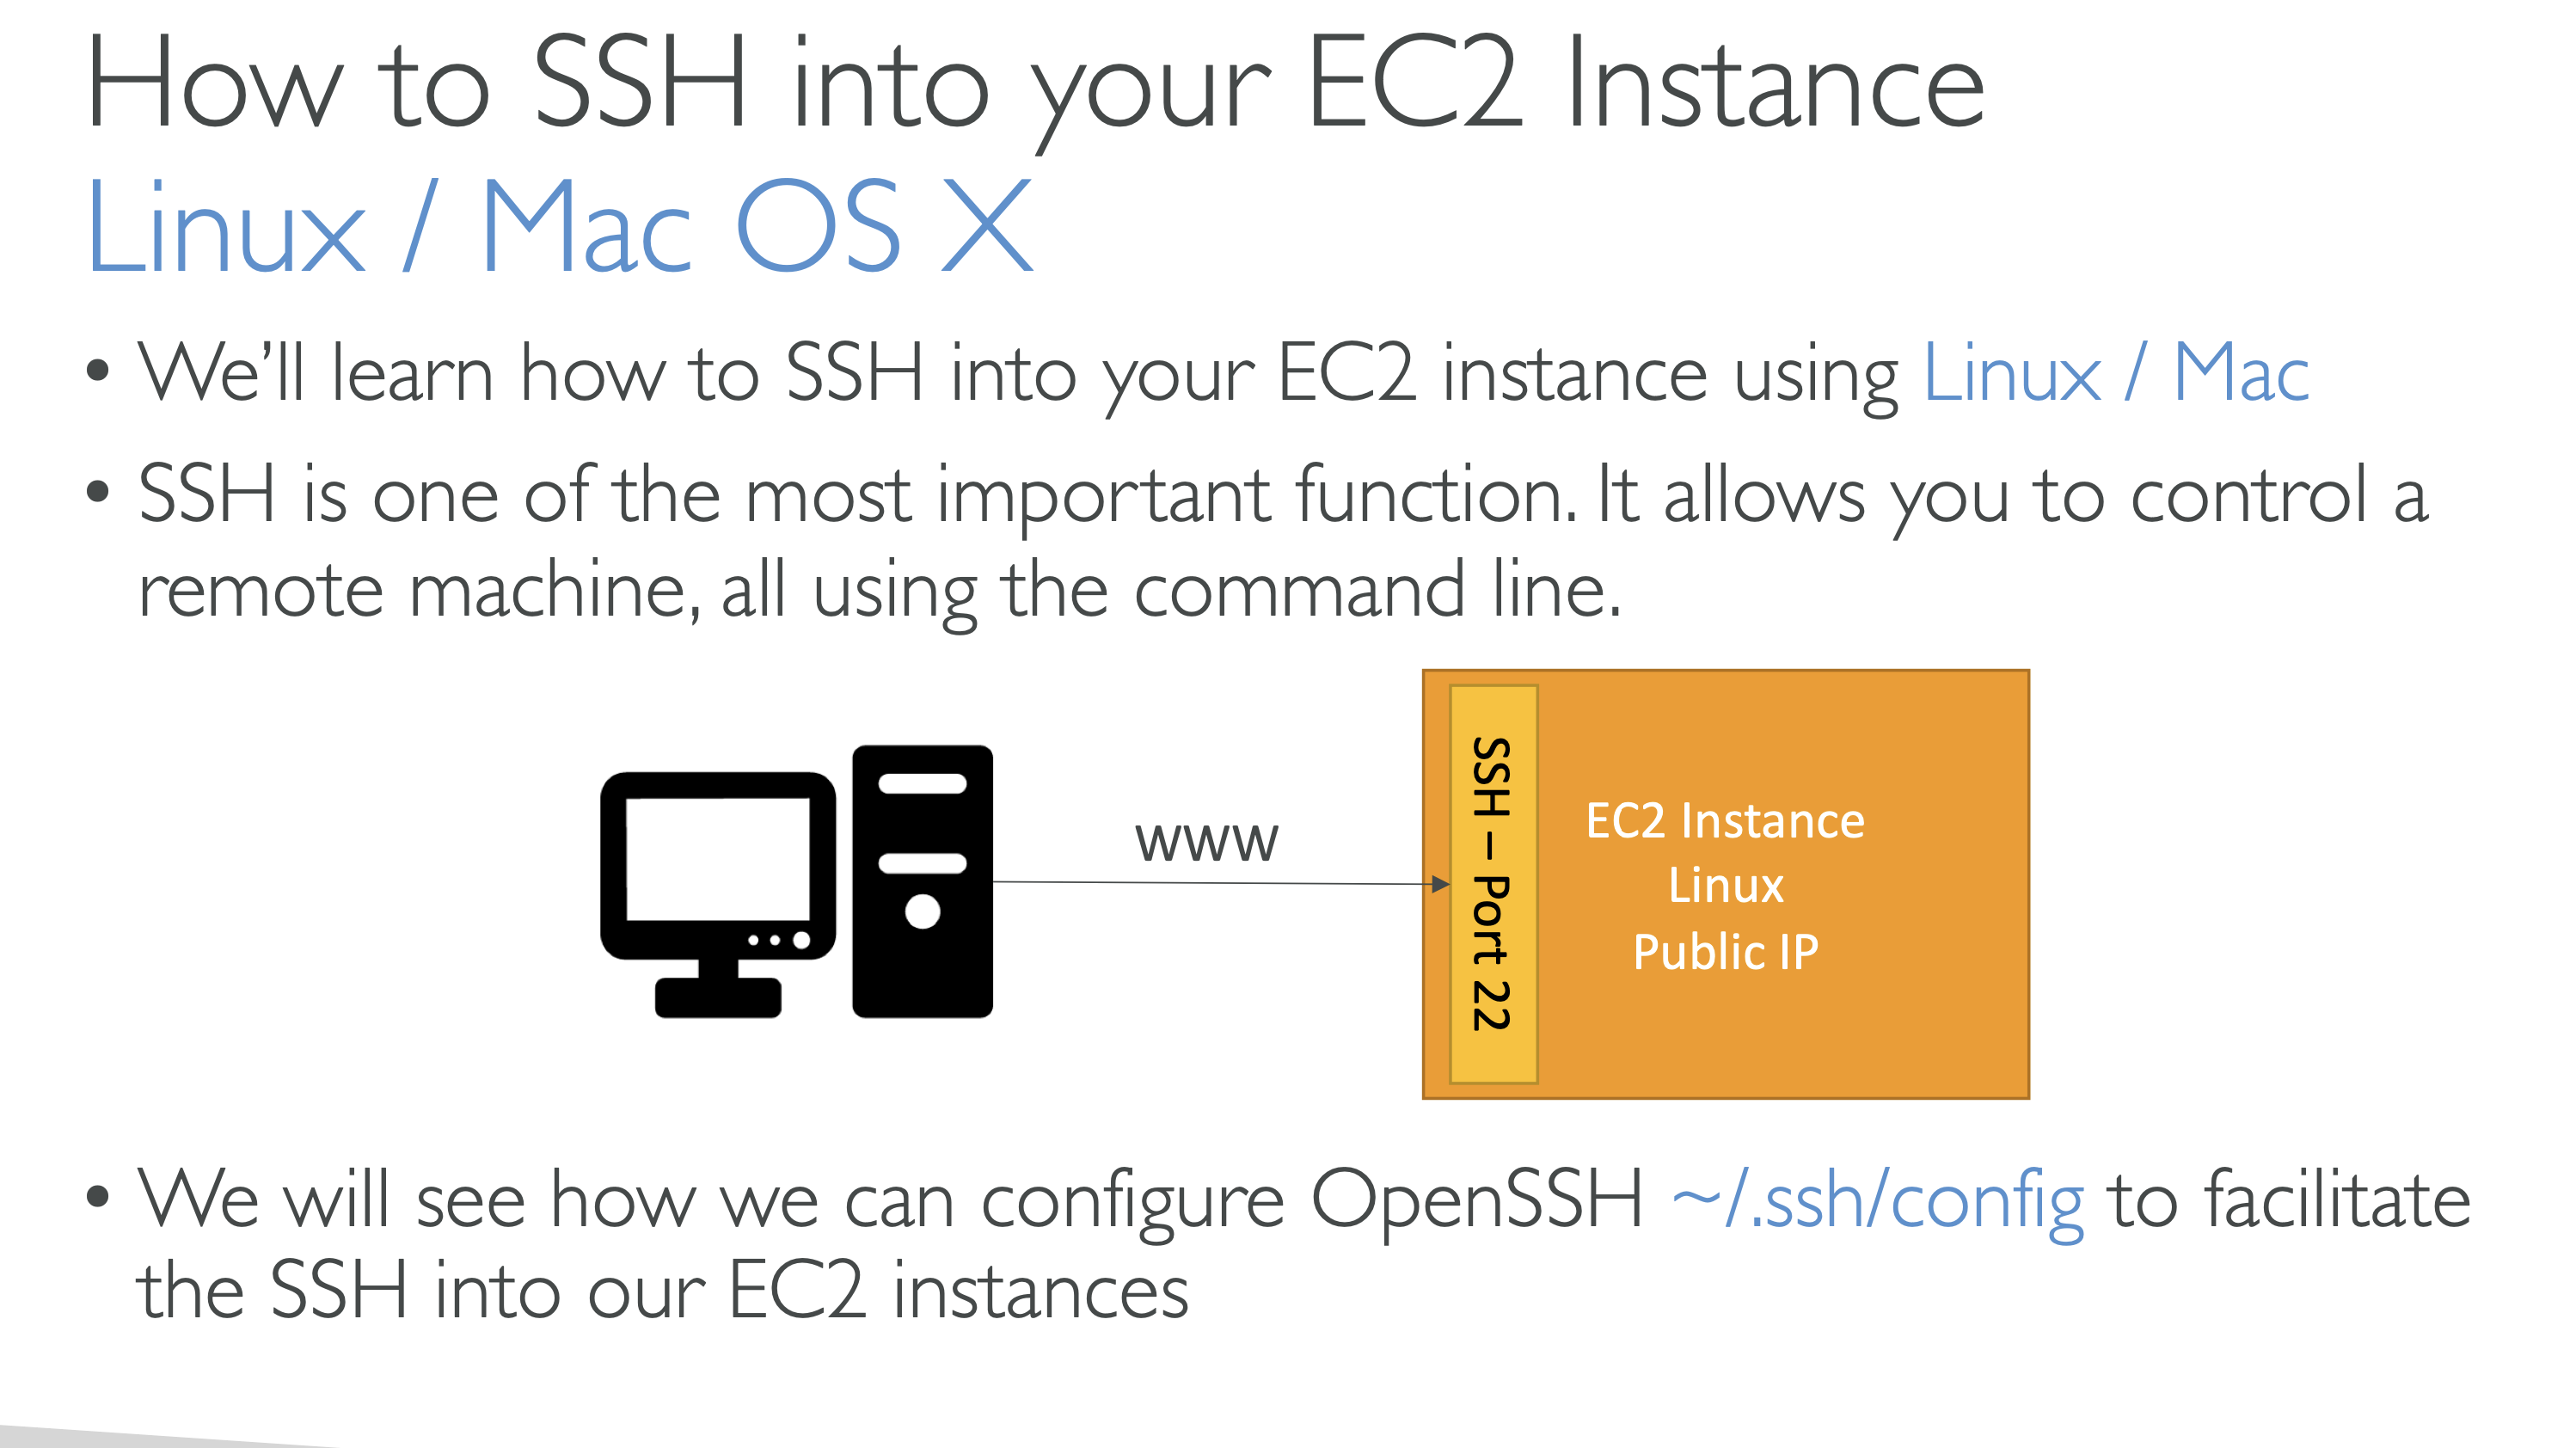 How to SSH into your EC2 Instance
Linux / Mac OS X
• We’ll learn how to SSH into your EC2 instance using Linux / Mac
• SSH is one of the most important function. It allows you to control a
remote machine, all using the command line.
WWW
SSH – Port 22
EC2 Instance
Linux
Public IP
• We will see how we can configure OpenSSH ~/.ssh/config to facilitate
the SSH into our EC2 instances